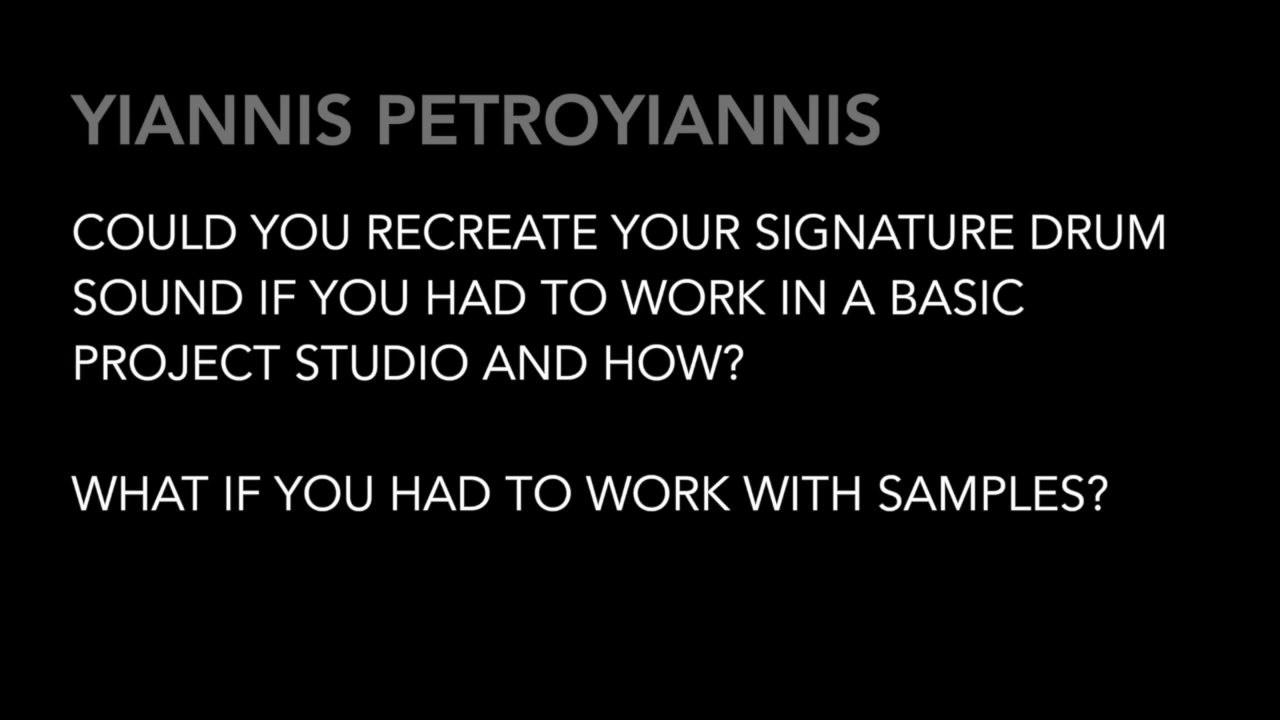 YIANNIS PETROYIANNIS
COULD YOU RECREATE YOUR SIGNATURE DRUM
SOUND IF YOU HAD TO WORK IN A BASIC
PROJECT STUDIO AND HOW?
WHAT IF YOU HAD TO WORK WITH SAMPLES?